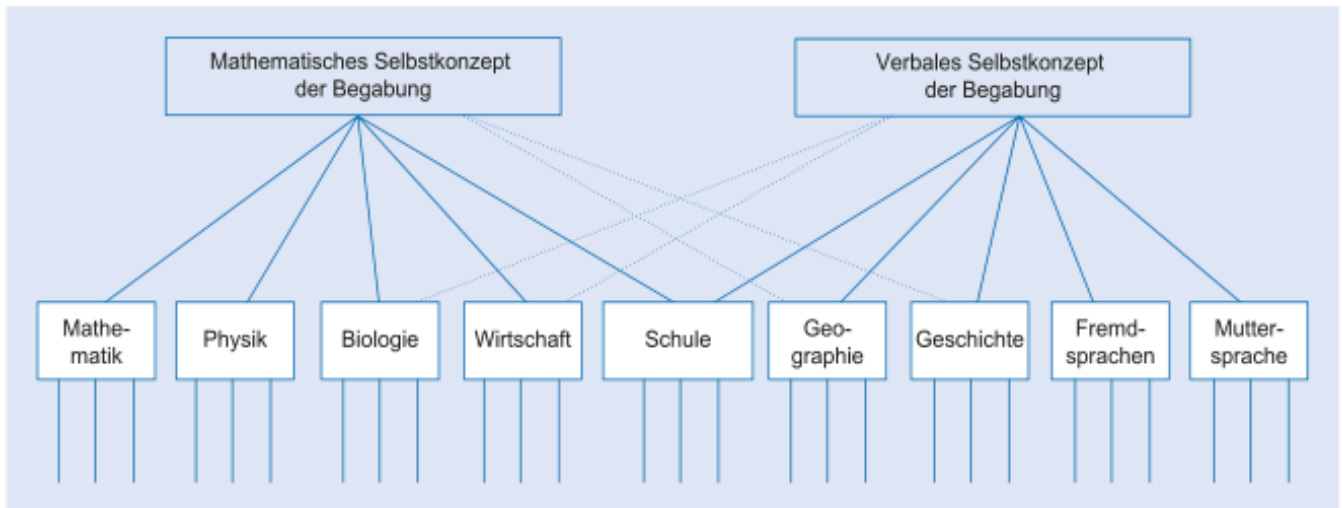 Mathematisches Selbstkonzept
der Begabung
Verbales Selbstkonzept
der Begabung
Mathe-
matik
Physik
Biologie
Wirtschaft
Schule
Geo-
graphie
Geschichte
Fremd-
sprachen
Mutter-
sprache